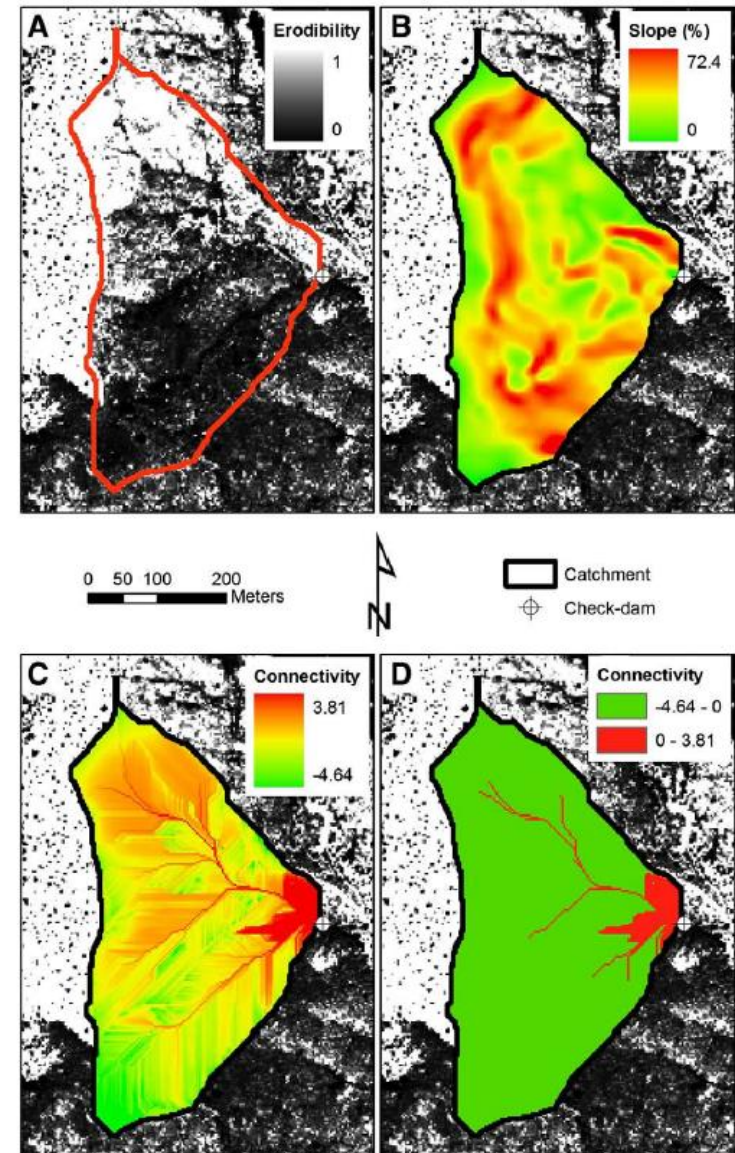 A
Erodibility
1
0
B
Slope (%)
72.4
0
0 50 100 200
Meters
N
Catchment
Check-dam
C
Connectivity
3.81
-4.64
D
Connectivity
-4.64 - 0
0 - 3.81